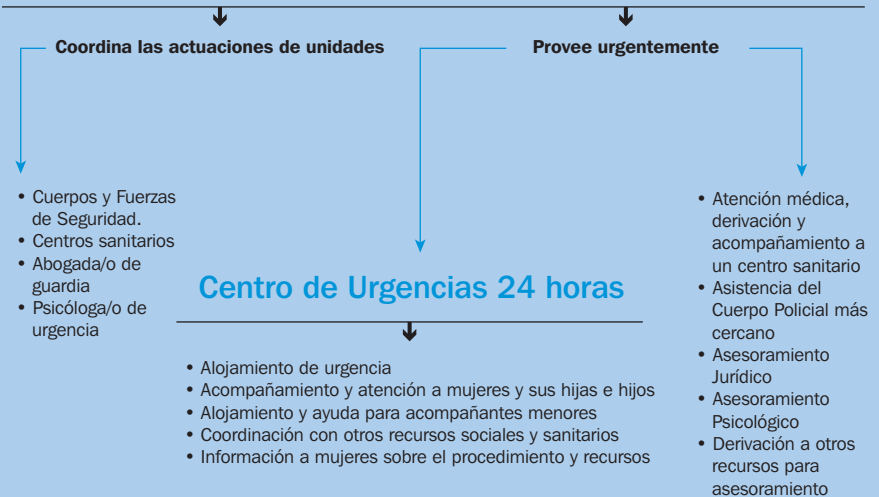 Coordina las actuaciones de unidades
Provee urgentemente
• Cuerpos y Fuerzas
de Seguridad.
• Centros sanitarios
• Abogada/o de
guardia
• Psicóloga/o de
urgencia
Centro de Urgencias 24 horas
• Alojamiento de urgencia
• Acompañamiento y atención a mujeres y sus hijas e hijos
• Alojamiento y ayuda para acompañantes menores
• Coordinación con otros recursos sociales y sanitarios
• Información a mujeres sobre el procedimiento y recursos
• Atención médica,
derivación y
acompañamiento a
un centro sanitario
• Asistencia del
Cuerpo Policial más
cercano
• Asesoramiento
Jurídico
• Asesoramiento
Psicológico
• Derivación a otros
recursos para
asesoramiento